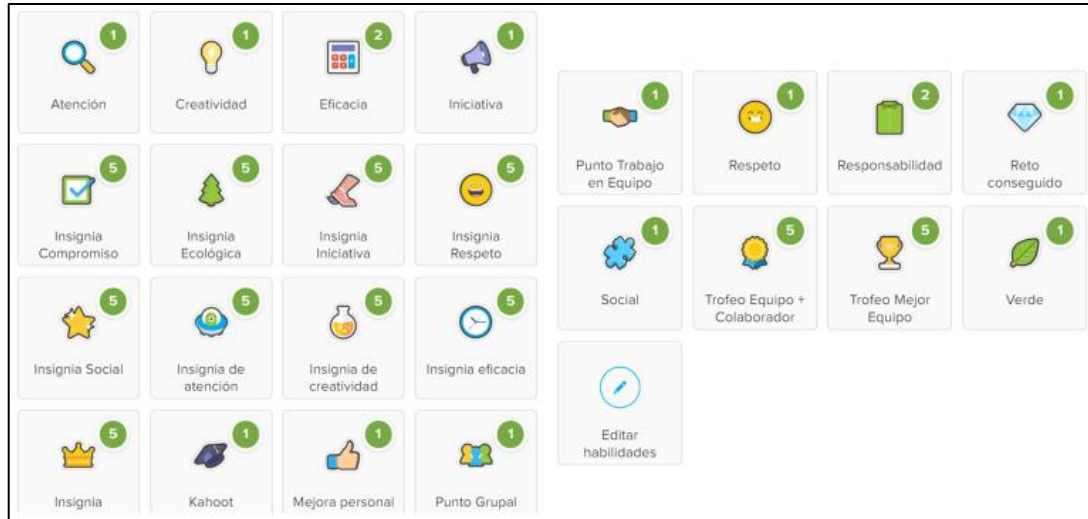 1
1
2
1
Atención
Creatividad
Eficacia
Iniciativa
5
5
5
5
Insignia
Compromiso
Insignia
Ecológica
Insignia
Iniciativa
Insignia
Respeto
5
5
5
5
Insignia Social
Insignia de
atención
Insignia de
creatividad
Insignia eficacia
5
1
1
1
Insignia
Kahoot
Mejora personal
Punto Grupal
1
1
2
1
Punto Trabajo
en Equipo
Respeto
Responsabilidad
Reto
conseguido
1
5
5
1
Social
Trofeo Equipo +
Colaborador
Trofeo Mejor
Equipo
Verde
Editar
habilidades